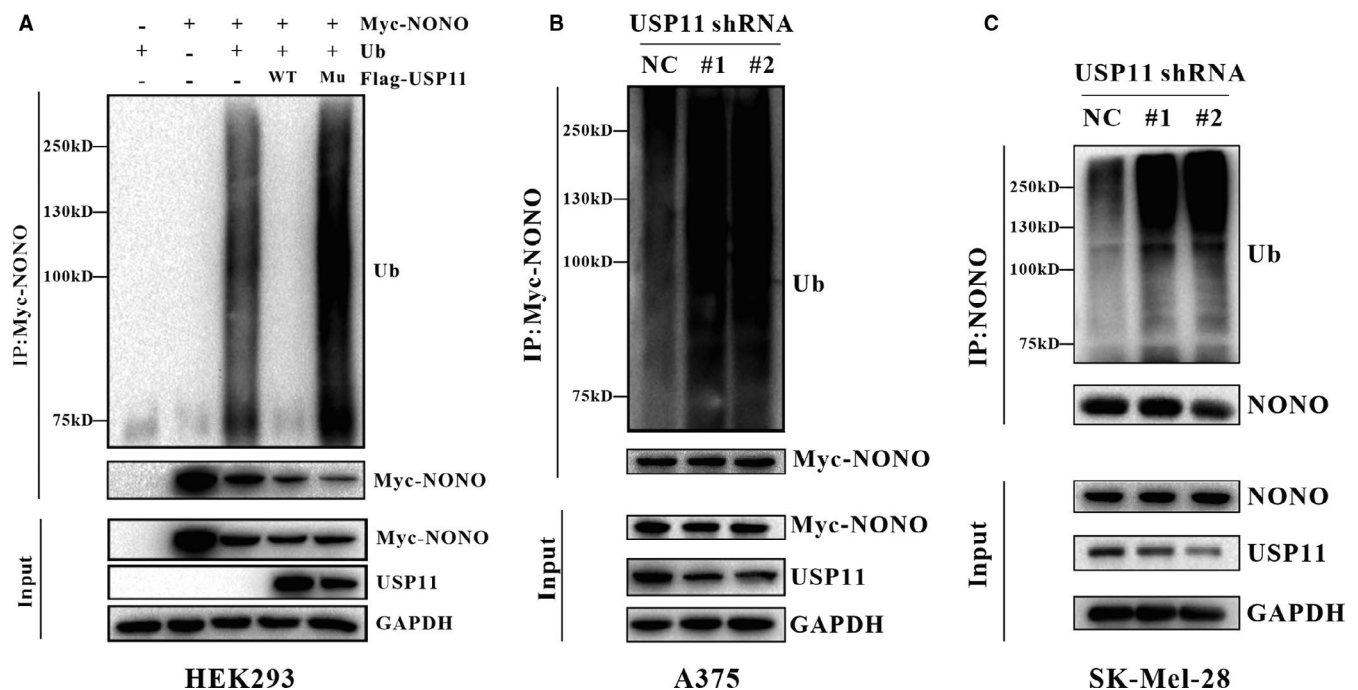 A
- + + + + Myc-NONO
+ - + + + Ub
- - - WT Mu Flag-USP11
IP:Myc-NONO
250kD
130kD
100kD
75kD
Ub
Myc-NONO
Input
Myc-NONO
USP11
GAPDH
HEK293
B
USP11 shRNA
NC #1 #2
IP:Myc-NONO
250kD
130kD
100kD
75kD
Ub
Myc-NONO
Input
Myc-NONO
USP11
GAPDH
A375
C
USP11 shRNA
NC #1 #2
IP:NONO
250kD
130kD
100kD
75kD
Ub
NONO
Input
NONO
USP11
GAPDH
SK-Mel-28